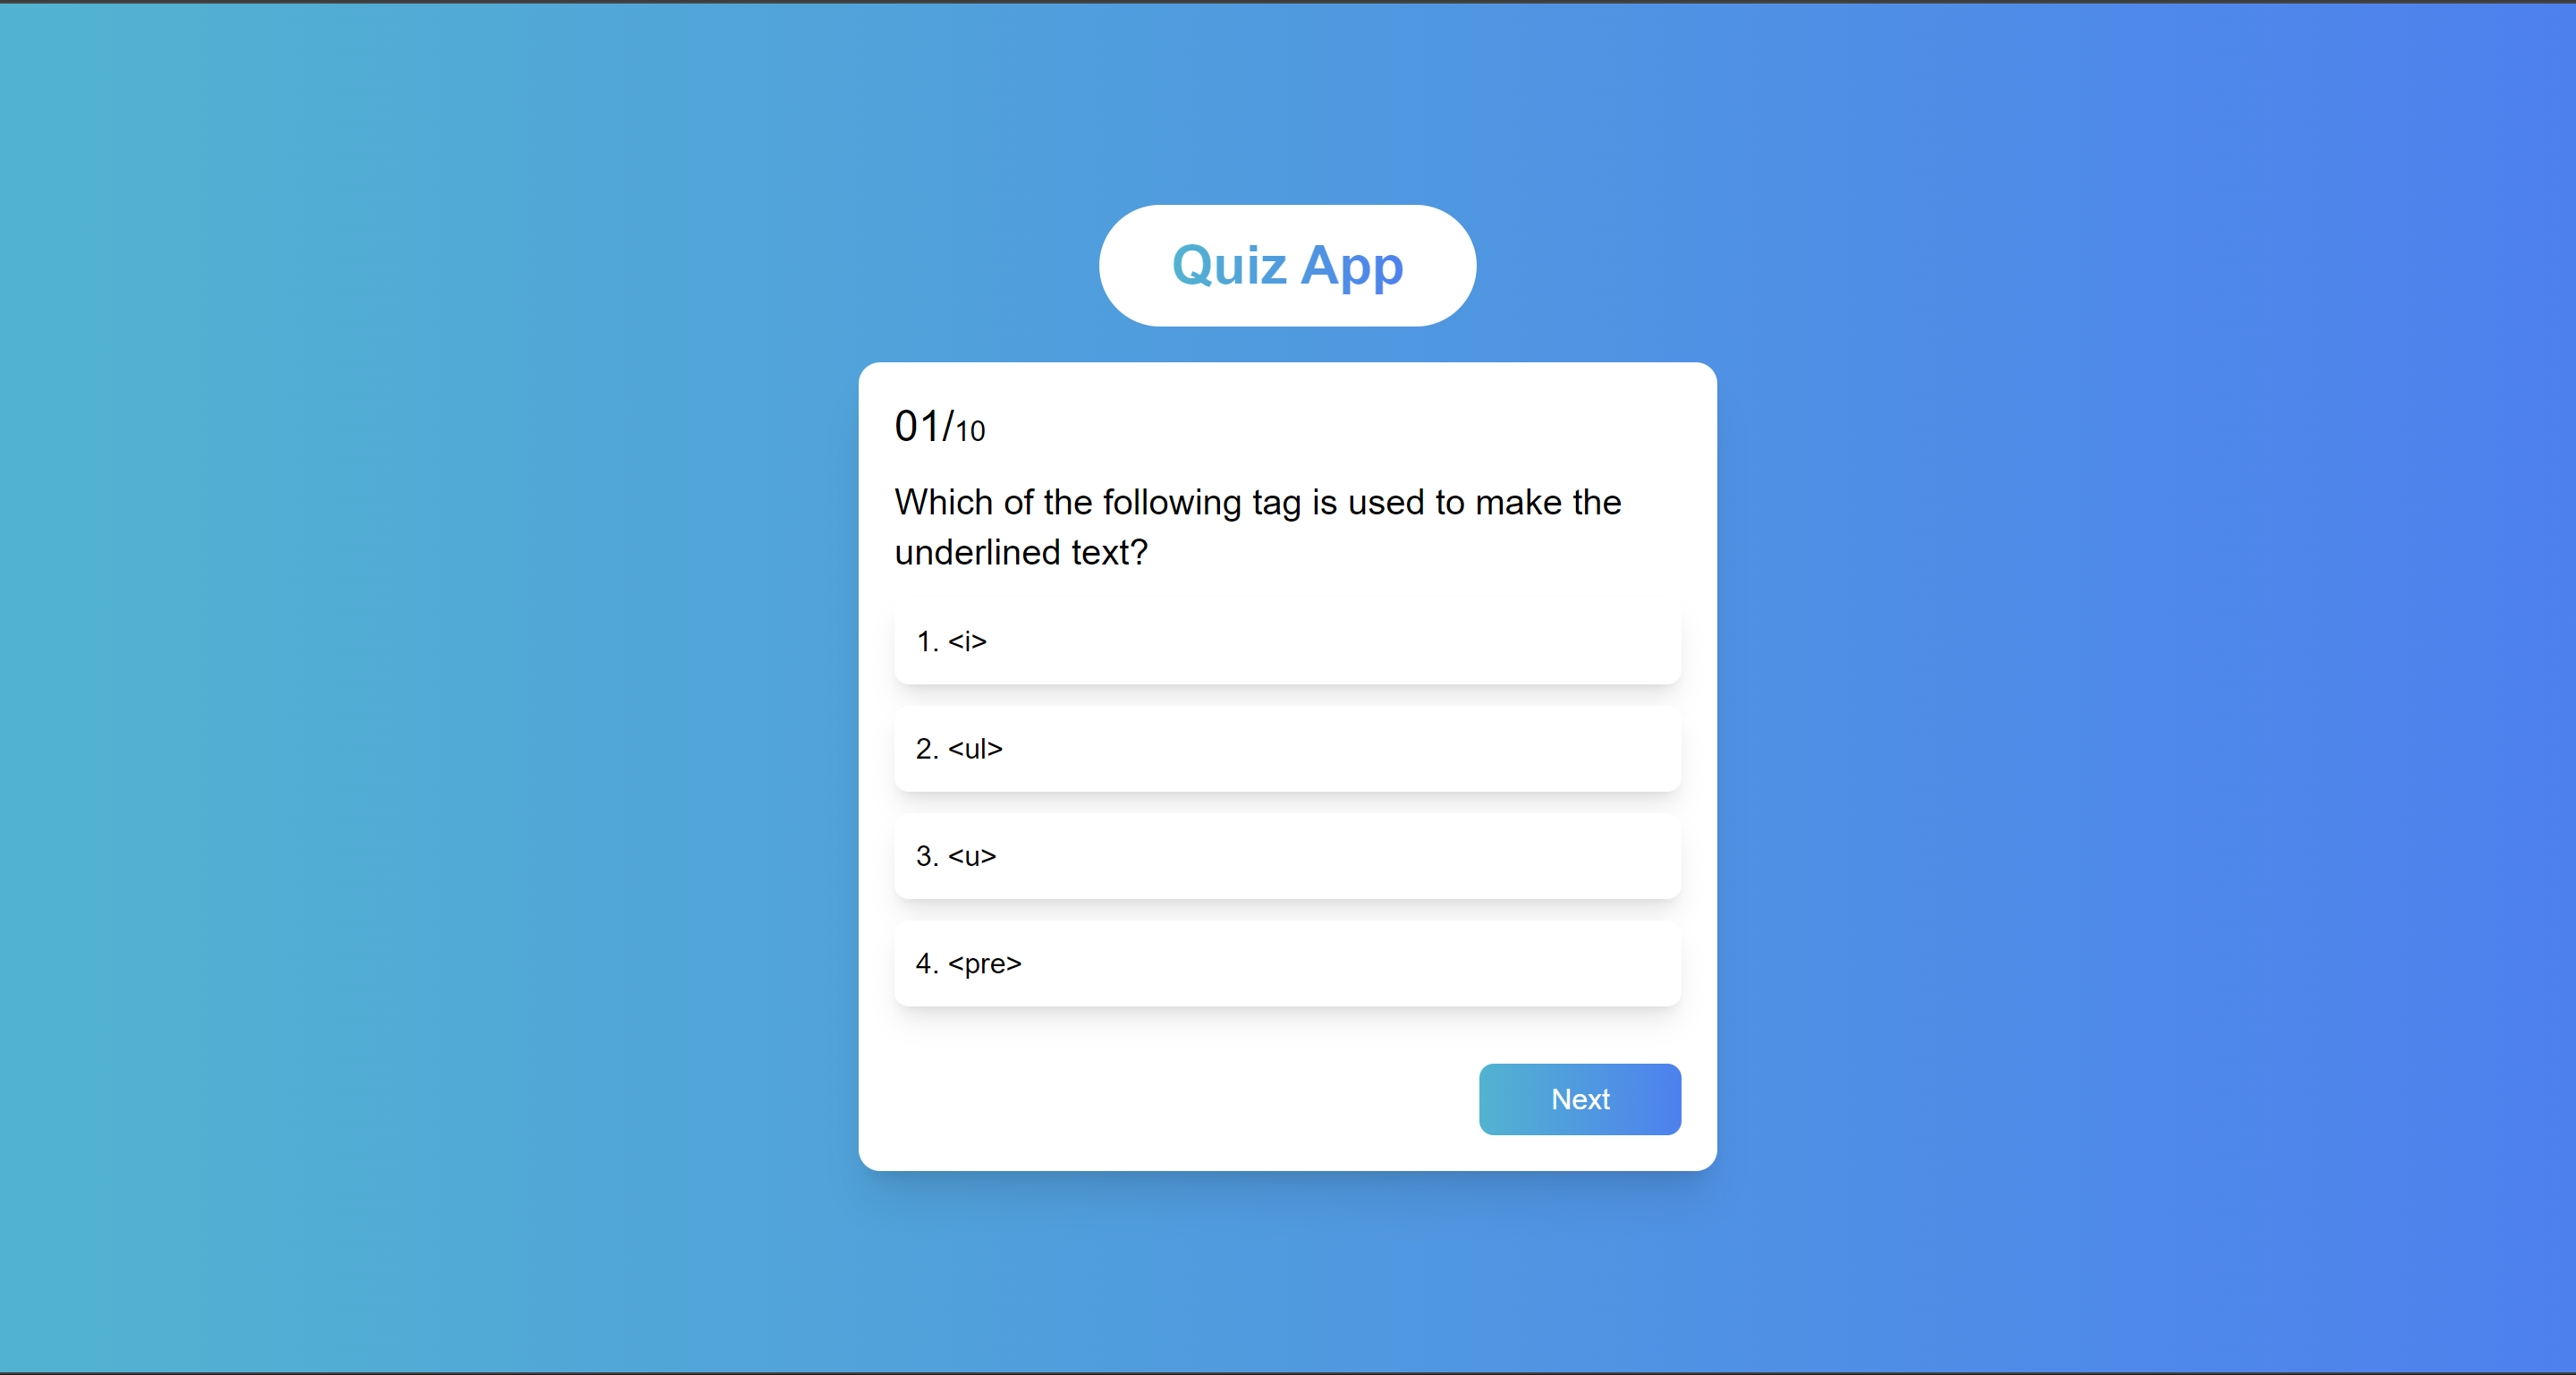 Quiz App
01/10
Which of the following tag is used to make the
underlined text?
1. <i>
2. <ul>
3. <u>
4. <pre>
Next